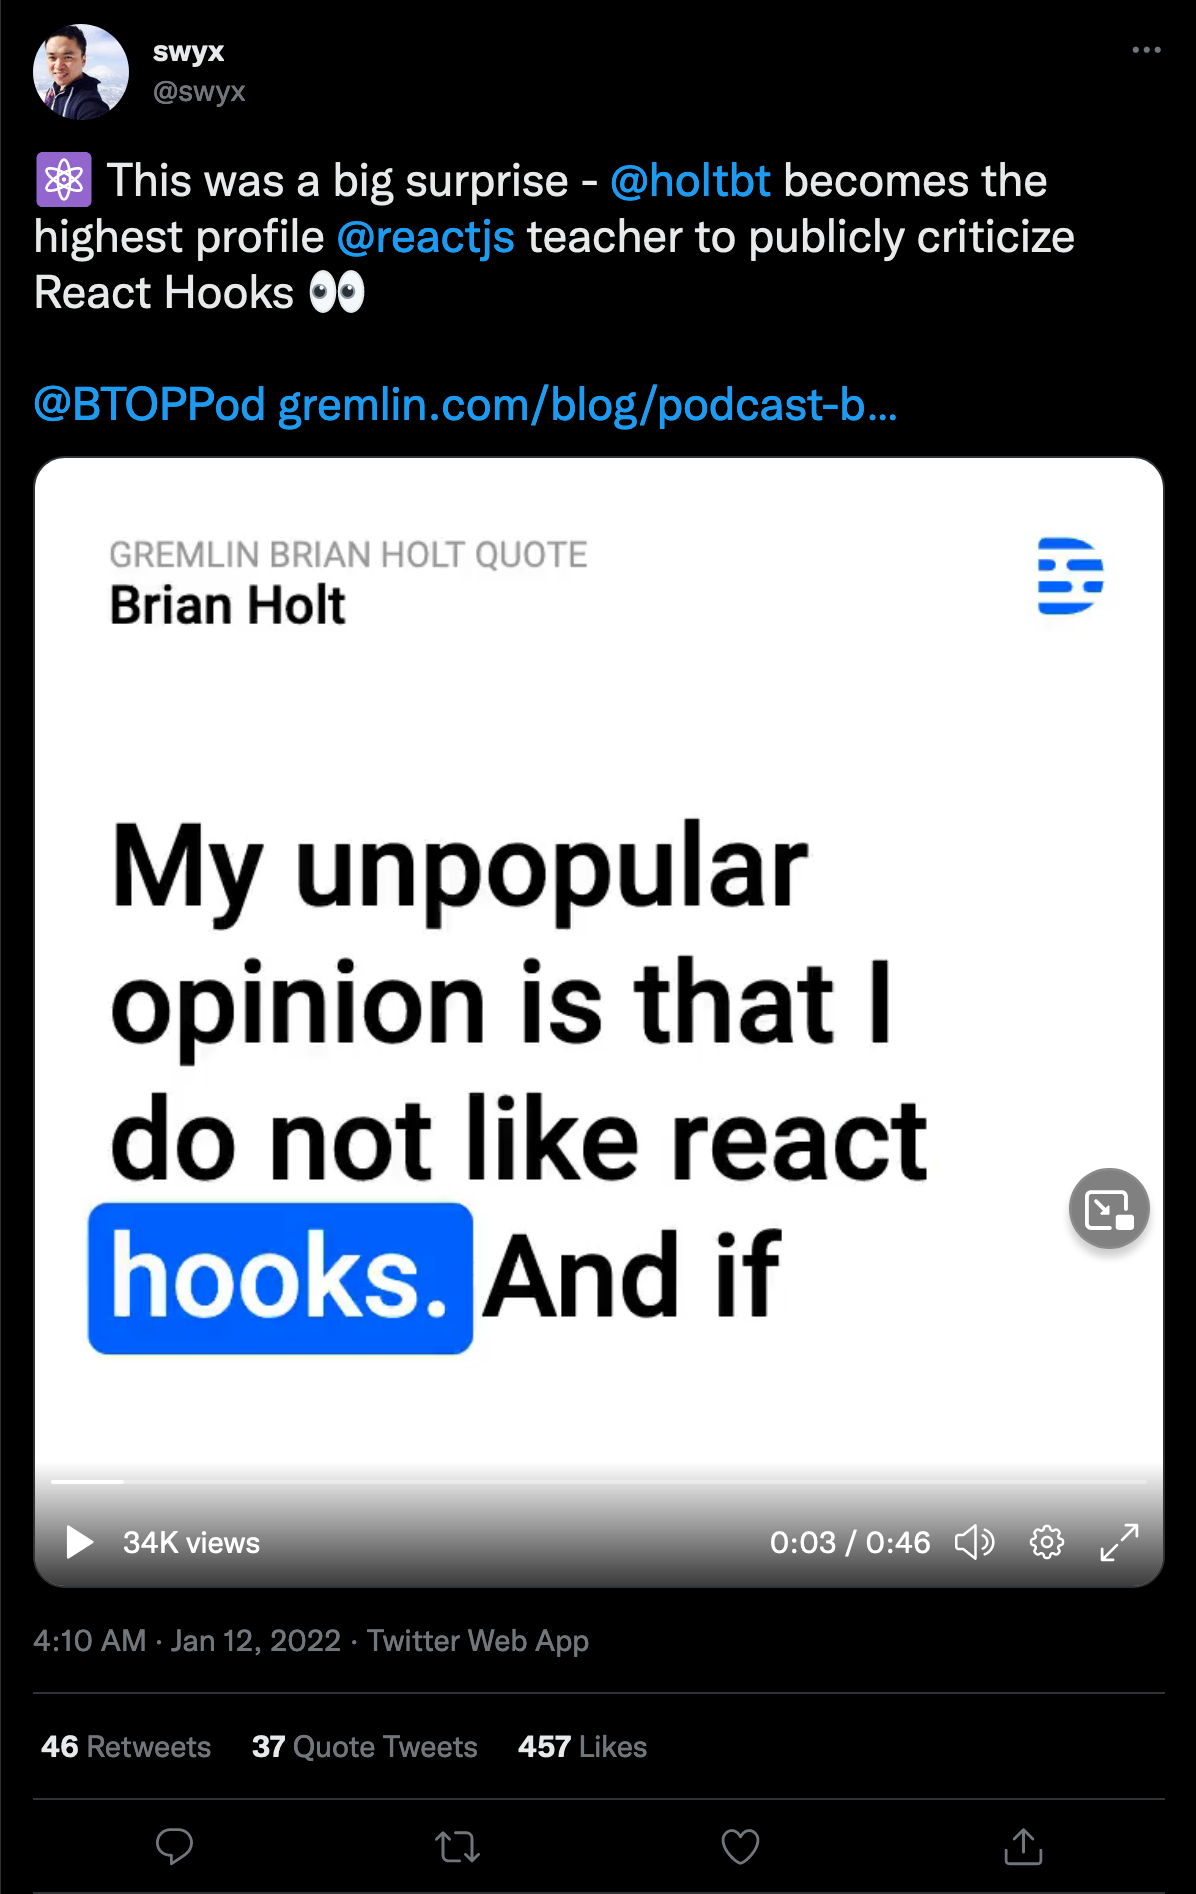 swyx
@swyx
⚛️ This was a big surprise - @holtbt becomes the
highest profile @reactjs teacher to publicly criticize
React Hooks 👀
@BTOPPod gremlin.com/blog/podcast-b...
GREMLIN BRIAN HOLT QUOTE
Brian Holt
My unpopular
opinion is that I
do not like react
hooks. And if
34K views 0:03 / 0:46
4:10 AM · Jan 12, 2022 · Twitter Web App
46 Retweets 37 Quote Tweets 457 Likes